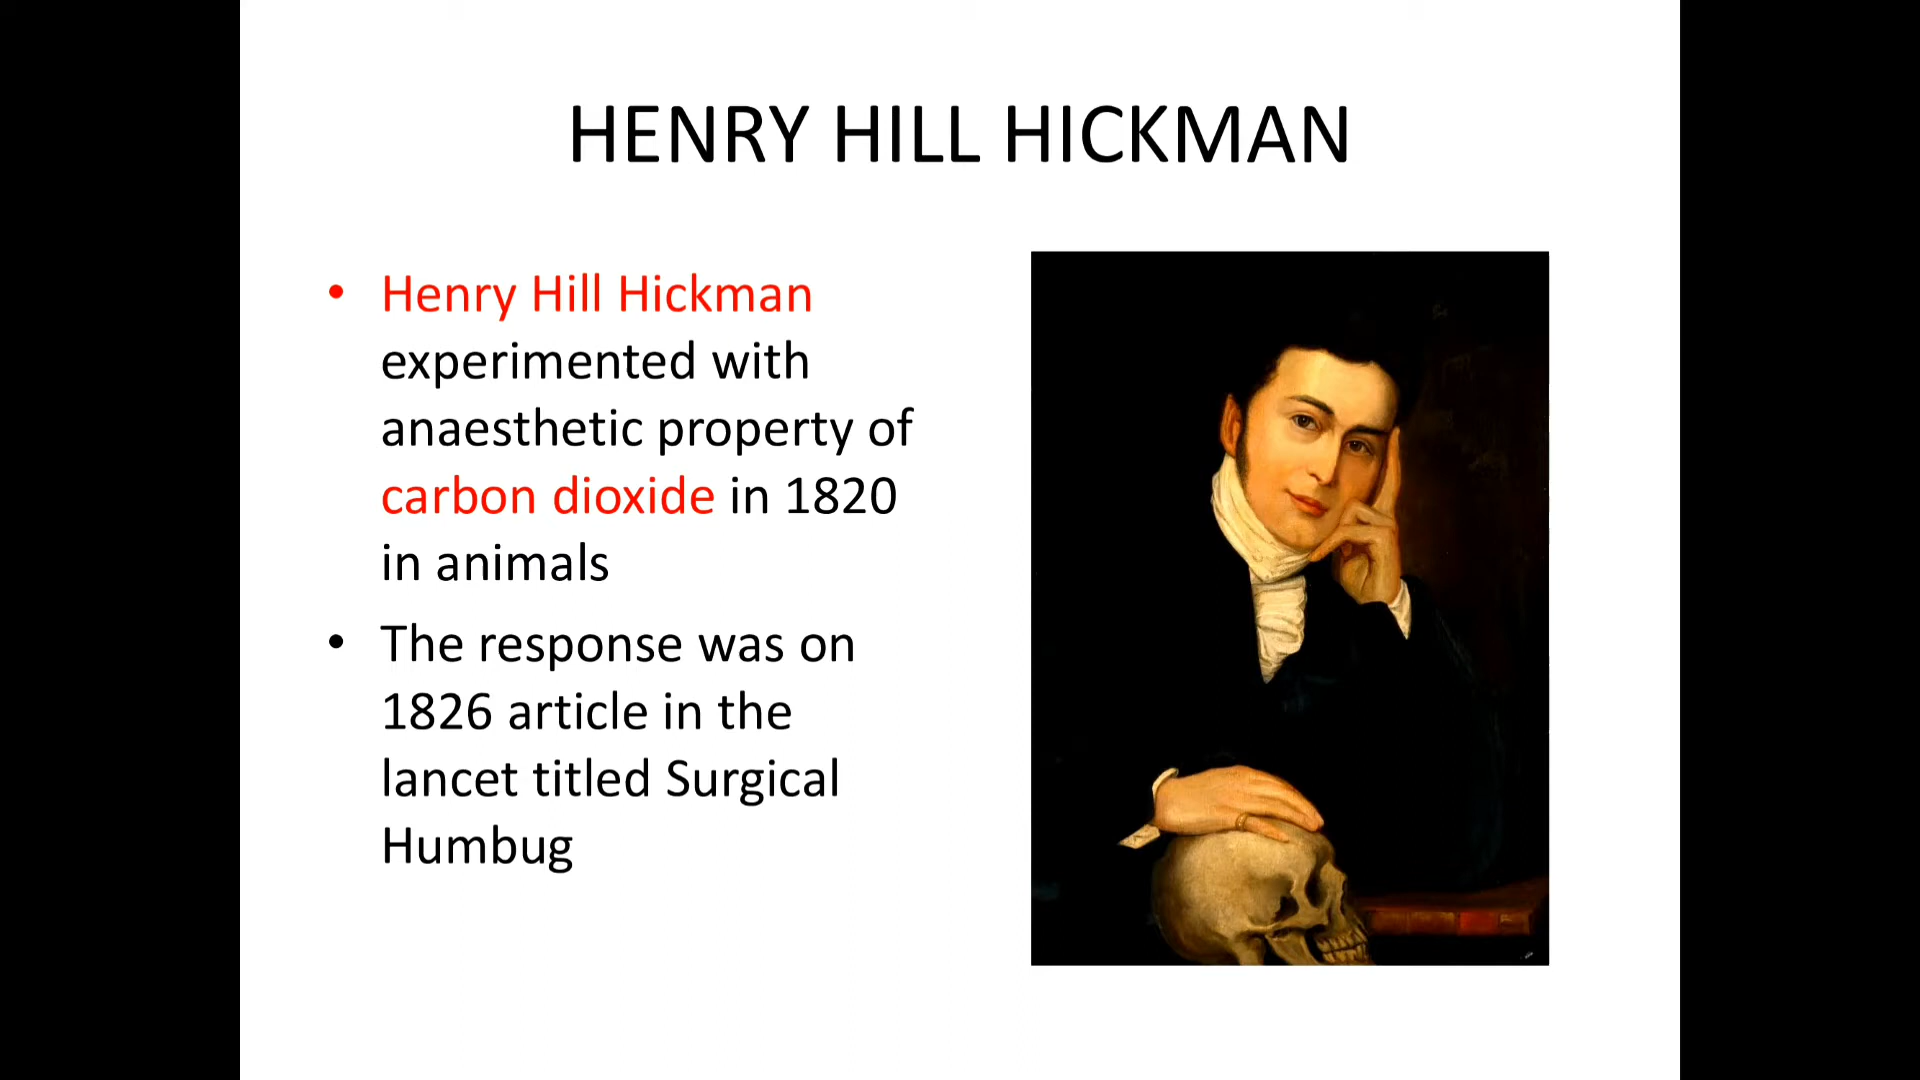 HENRY HILL HICKMAN
• Henry Hill Hickman
experimented with
anaesthetic property of
carbon dioxide in 1820
in animals
• The response was on
1826 article in the
lancet titled Surgical
Humbug